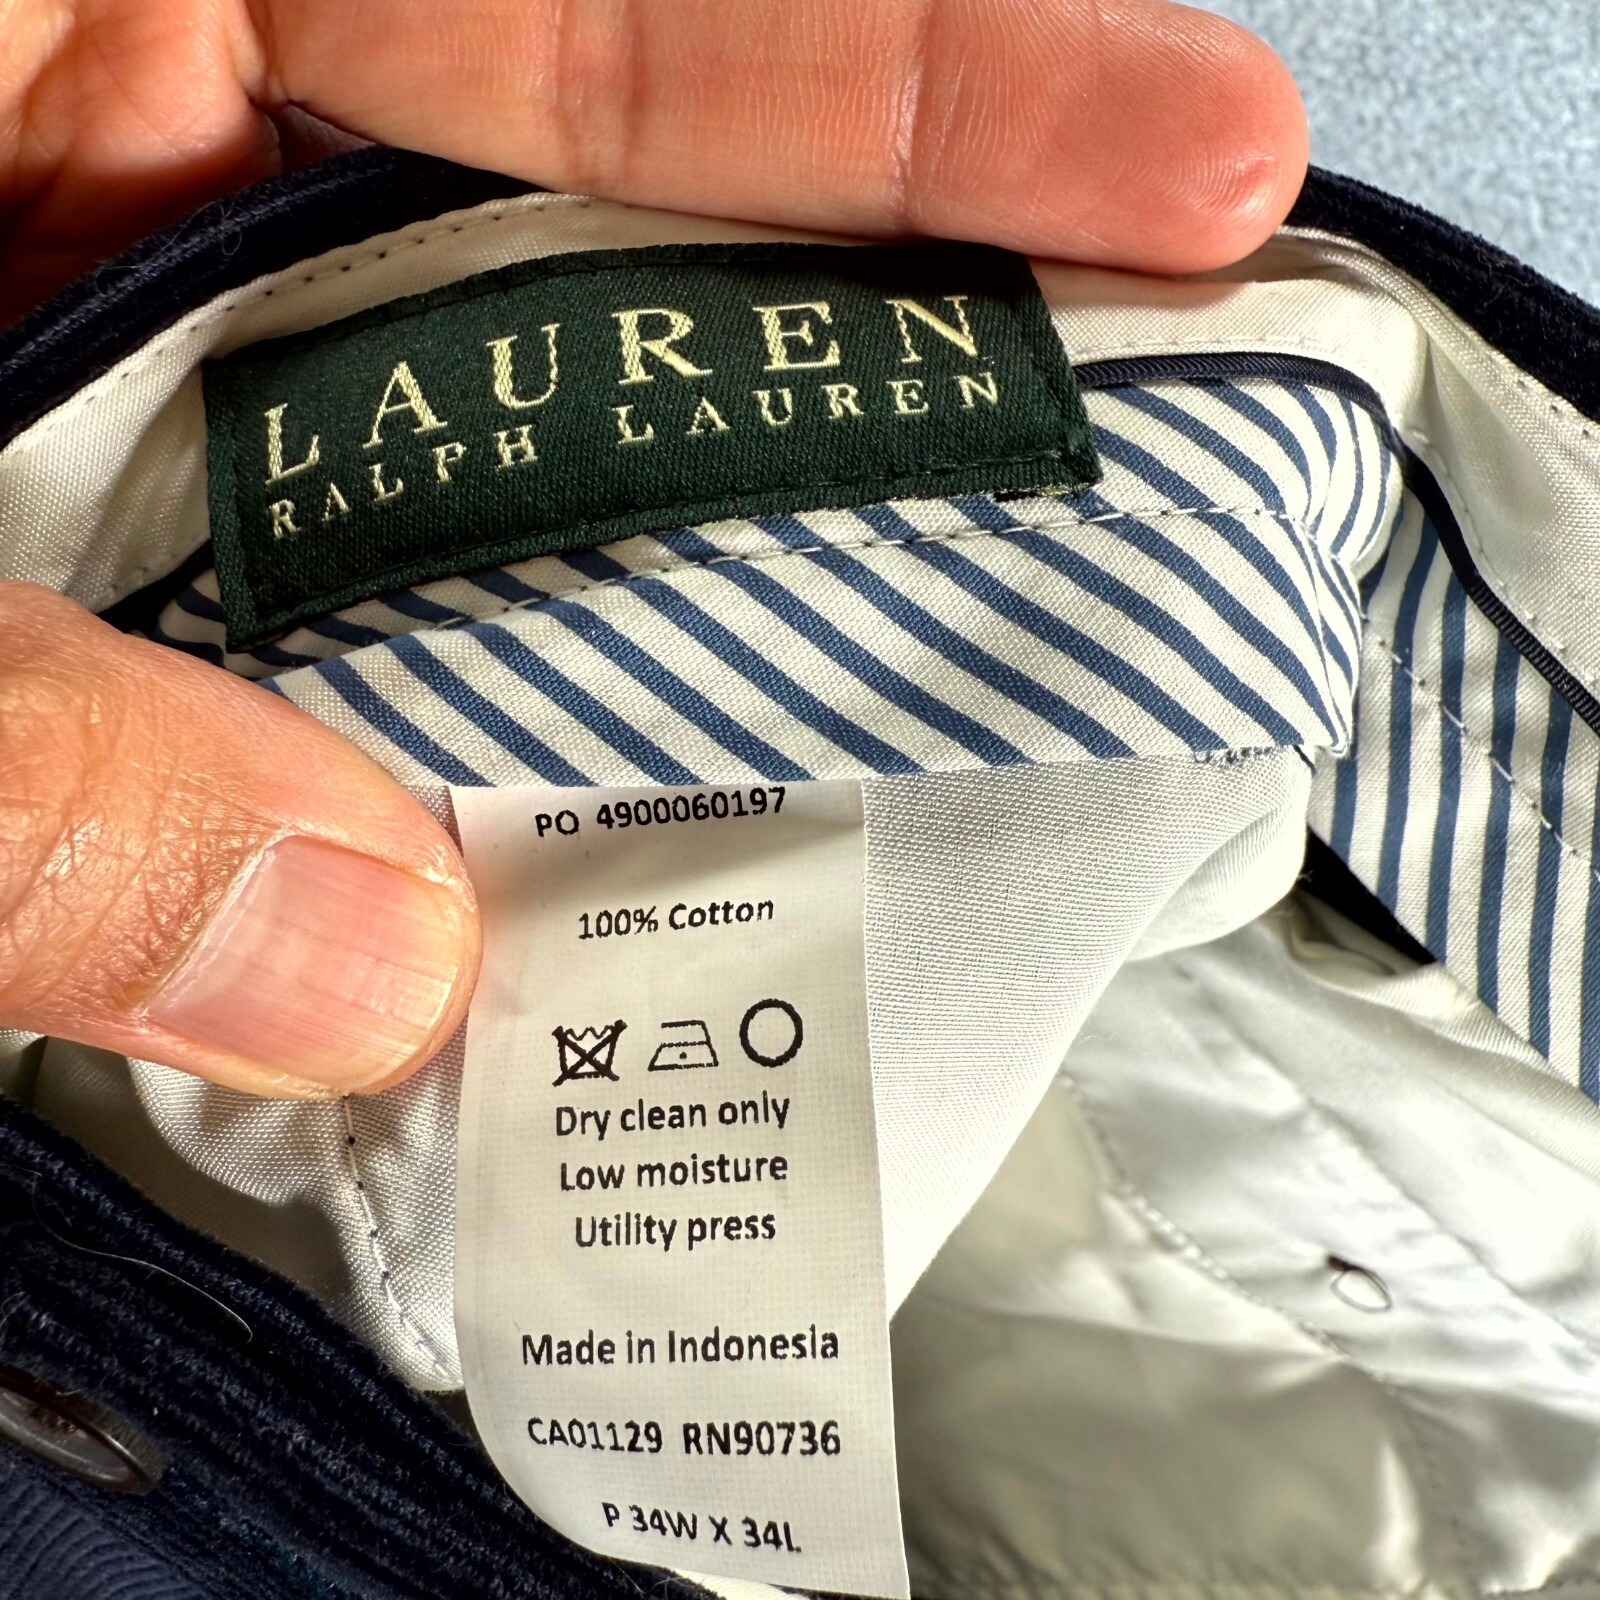 LAUREN
RALPH LAUREN
PO 4900060197
100% Cotton
Dry clean only
Low moisture
Utility press
Made in Indonesia
CA01129 RN90736
P 34W X 34L